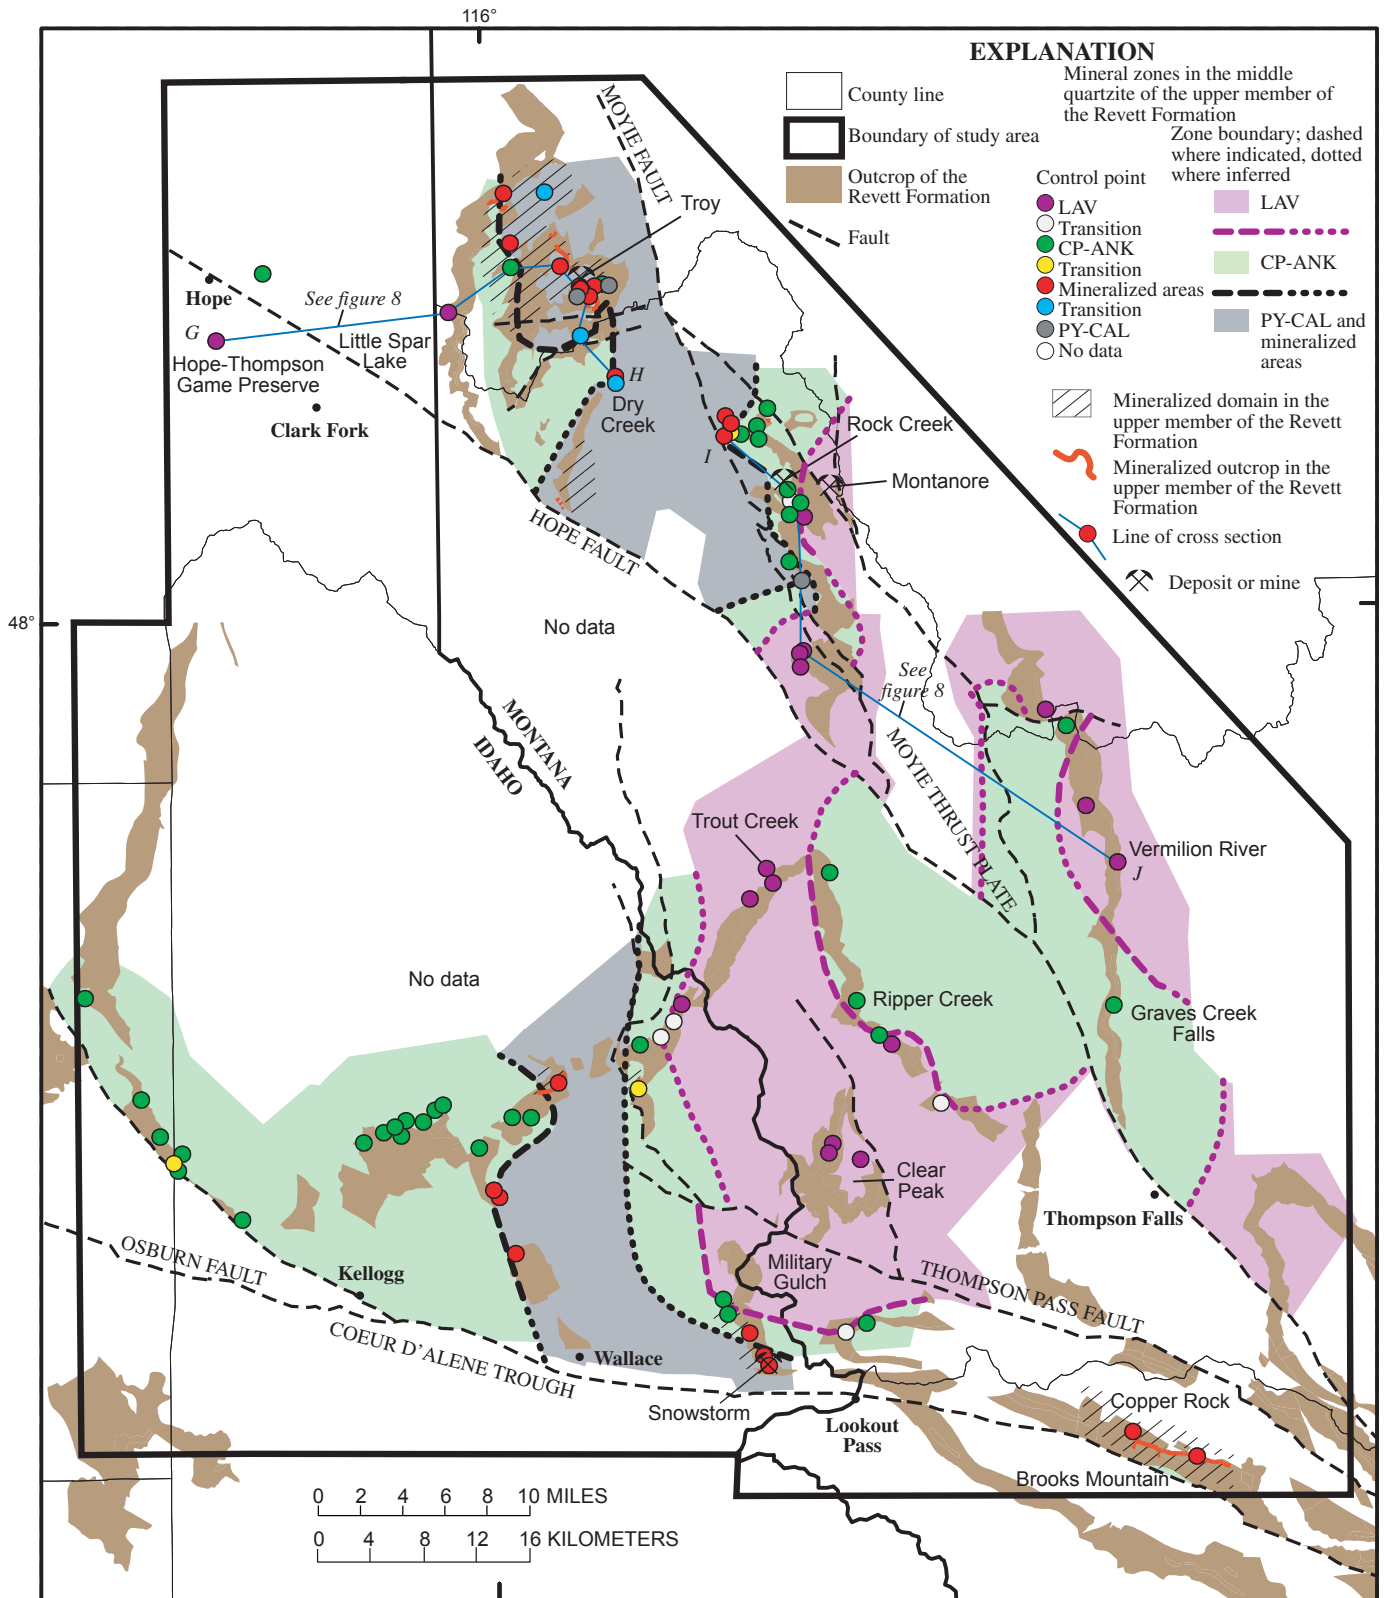 116°
EXPLANATION
County line
Boundary of study area
Outcrop of the
Revett Formation
Fault
Mineral zones in the middle
quartzite of the upper member of
the Revett Formation
Control point
LAV
Transition
CP-ANK
Transition
Mineralized areas
Transition
PY-CAL
No data
Zone boundary; dashed
where indicated, dotted
where inferred
LAV
CP-ANK
PY-CAL and
mineralized
areas
Mineralized domain in the
upper member of the Revett
Formation
Mineralized outcrop in the
upper member of the Revett
Formation
Line of cross section
Deposit or mine
MOYIE FAULT
Troy
Hope
See figure 8
G
Little Spar
Lake
Hope-Thompson
Game Preserve
Clark Fork
H
Dry
Creek
I
Rock Creek
Montanore
HOPE FAULT
48°
No data
See
figure 8
MONTANA
IDAHO
MOYIE THRUST PLATE
Trout Creek
Vermilion River
J
No data
Ripper Creek
Graves Creek
Falls
Clear
Peak
Thompson Falls
OSBURN FAULT
Kellogg
Military
Gulch
THOMPSON PASS FAULT
COEUR D’ALENE TROUGH
Wallace
Snowstorm
Lookout
Pass
Copper Rock
Brooks Mountain
0 2 4 6 8 10 MILES
0 4 8 12 16 KILOMETERS